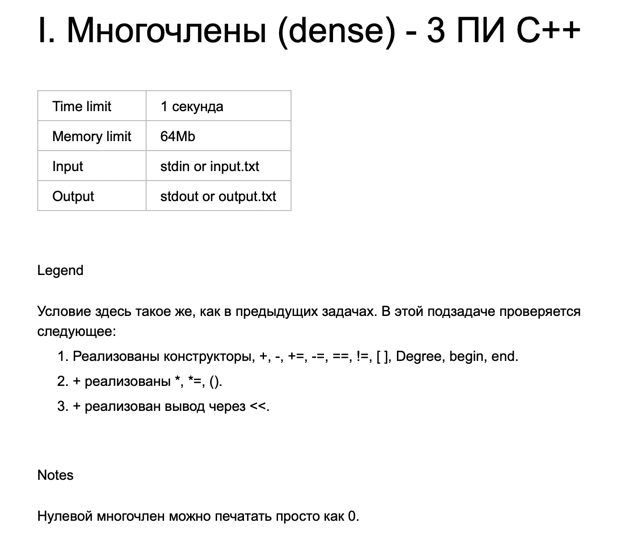 I. Многочлены (dense) - 3 ПИ C++
Time limit 1 секунда
Memory limit 64Mb
Input stdin or input.txt
Output stdout or output.txt
Legend
Условие здесь такое же, как в предыдущих задачах. В этой подзадаче проверяется
следующее:
1. Реализованы конструкторы, +, -, +=, -=, ==, !=, [ ], Degree, begin, end.
2. + реализованы *, *=, ().
3. + реализован вывод через <<.
Notes
Нулевой многочлен можно печатать просто как 0.